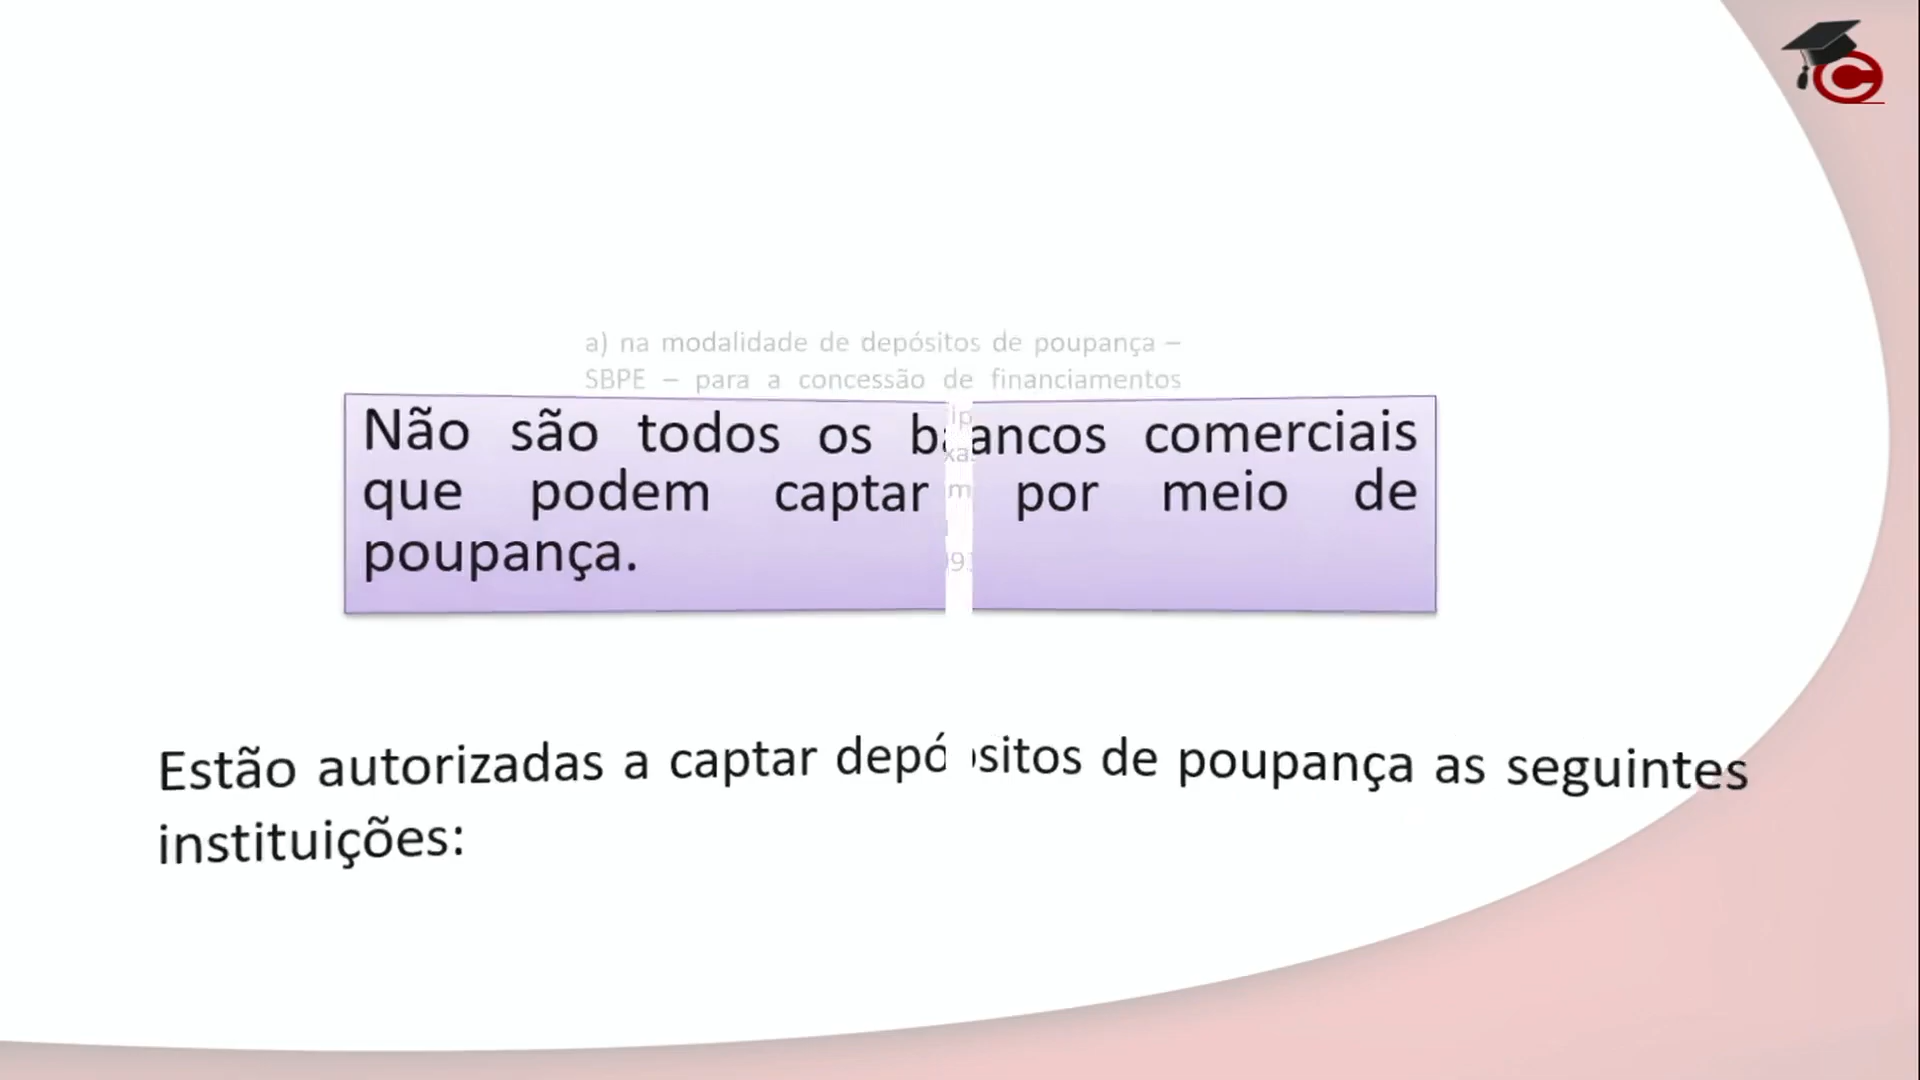 a) na modalidade de depósitos de poupança –
SBPE – para a concessão de financiamentos
Não são todos os bancos comerciais
que podem captar por meio de
poupança.
Estão autorizadas a captar depósitos de poupança as seguintes
instituições: